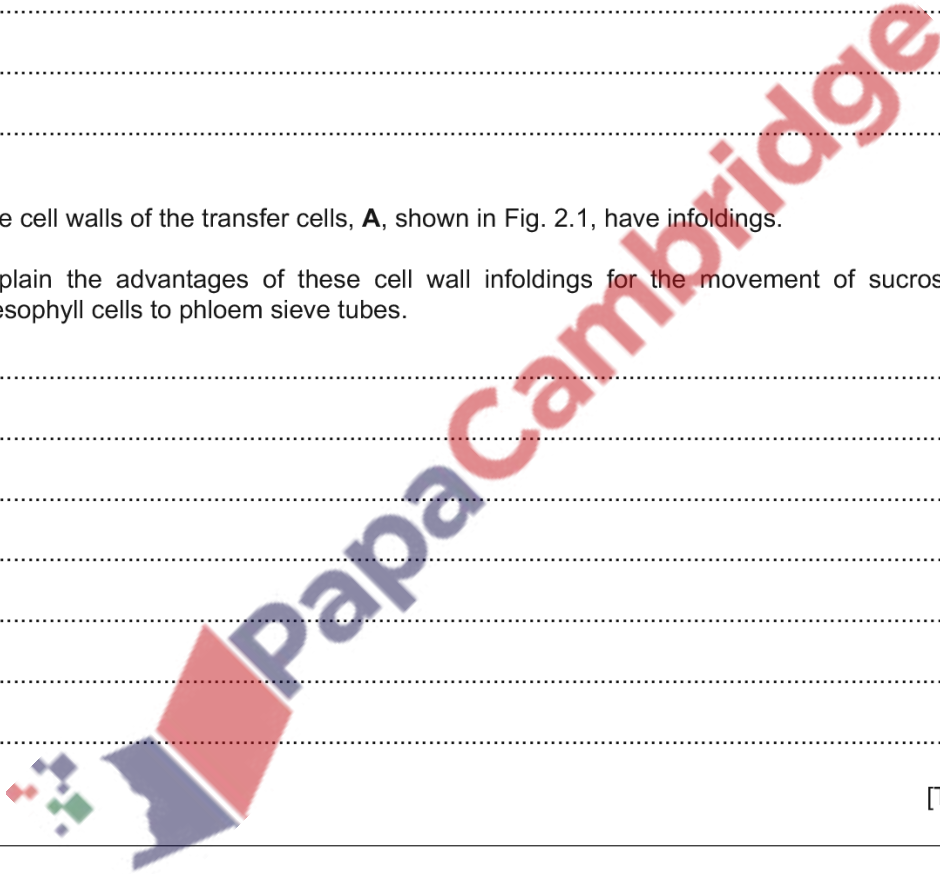 e cell walls of the transfer cells, A, shown in Fig. 2.1, have infoldings.
plain the advantages of these cell wall infoldings for the movement of sucros
esophyll cells to phloem sieve tubes.
PapaCambridge
[T